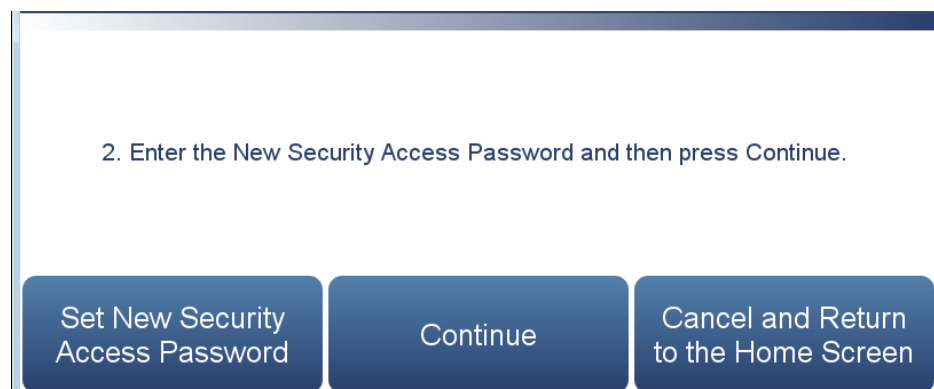 2. Enter the New Security Access Password and then press Continue.
Set New Security
Access Password
Continue
Cancel and Return
to the Home Screen